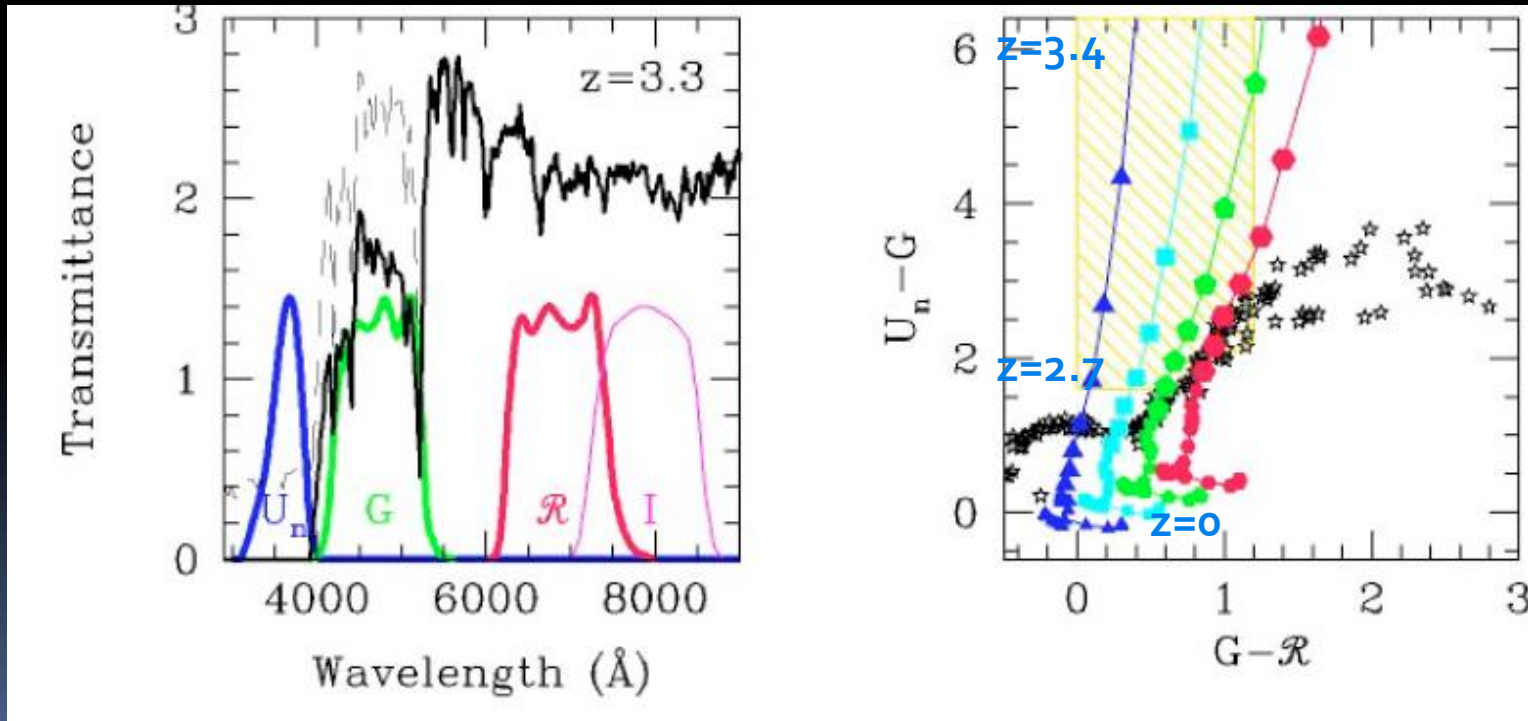 3
2
1
0
Transmittance
z=3.3
Uₙ
G
ℛ
I
4000 6000 8000
Wavelength (Å)
6
4
2
0
Uₙ–G
z=3.4
z=2.7
z=0
0 1 2 3
G–ℛ